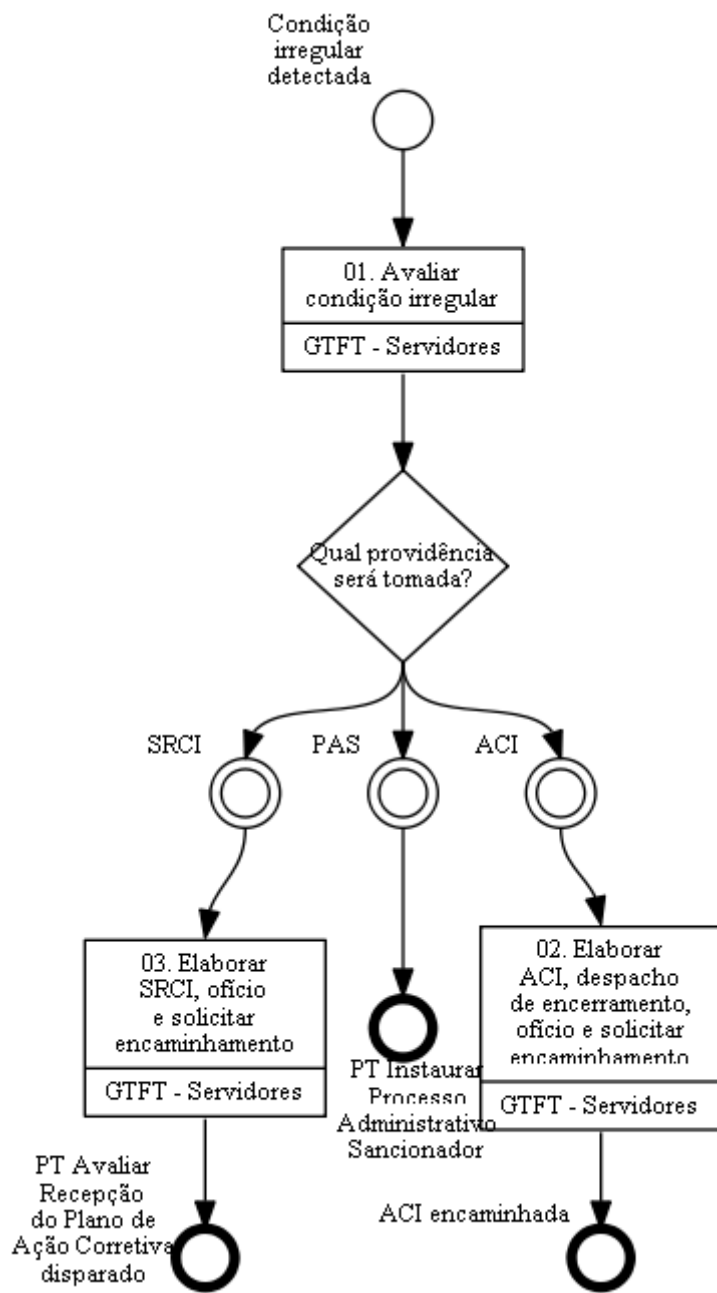 Condição
irregular
detectada
01. Avaliar
condição irregular
GTFT - Servidores
Qual providência
será tomada?
SRCI
PAS
ACI
03. Elaborar
SRCI, ofício
e solicitar
encaminhamento
GTFT - Servidores
02. Elaborar
ACI, despacho
de encerramento,
ofício e solicitar
encaminhamento
GTFT - Servidores
PT Instaurar
Processo
Administrativo
Sancionador
PT Avaliar
Recepção
do Plano de
Ação Corretiva
disparado
ACI encaminhada